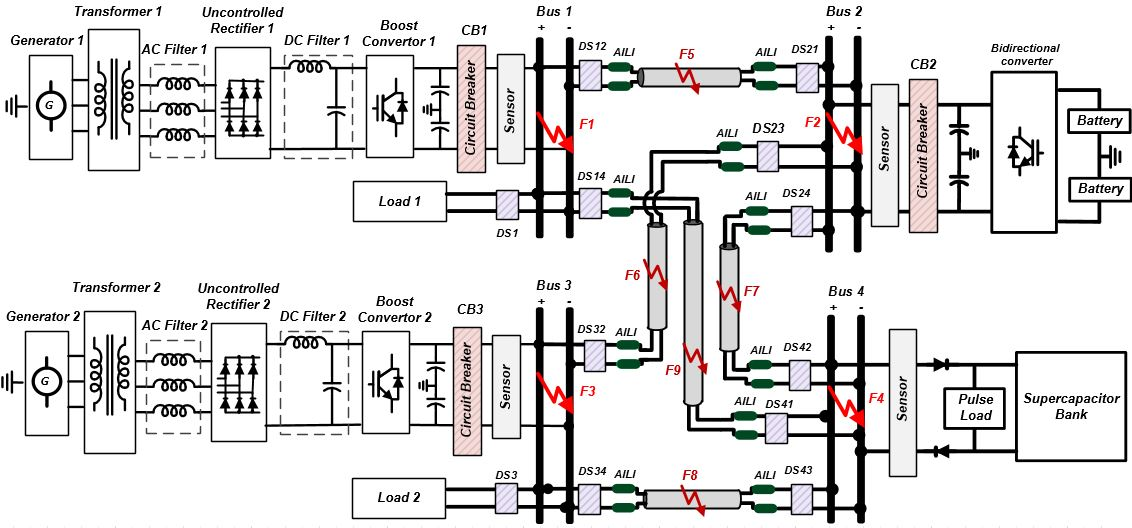 Transformer 1
Uncontrolled
Rectifier 1
Bus 1
+ -
Bus 2
+ -
Generator 1
AC Filter 1
DC Filter 1
Boost
Convertor 1
CB1
DS12
AILI
F5
AILI
DS21
CB2
Bidirectional
converter
G
Circuit Breaker
Sensor
F1
AILI
DS23
F2
Sensor
Circuit Breaker
Battery
Battery
Load 1
DS1
DS14
AILI
AILI
DS24
Transformer 2
Uncontrolled
Rectifier 2
Bus 3
+ -
F6
F7
Bus 4
+ -
Generator 2
AC Filter 2
DC Filter 2
Boost
Convertor 2
CB3
DS32
AILI
AILI
DS42
G
Circuit Breaker
Sensor
F3
F9
AILI
DS41
F4
Sensor
Pulse
Load
Supercapacitor
Bank
Load 2
DS3
DS34
AILI
F8
AILI
DS43